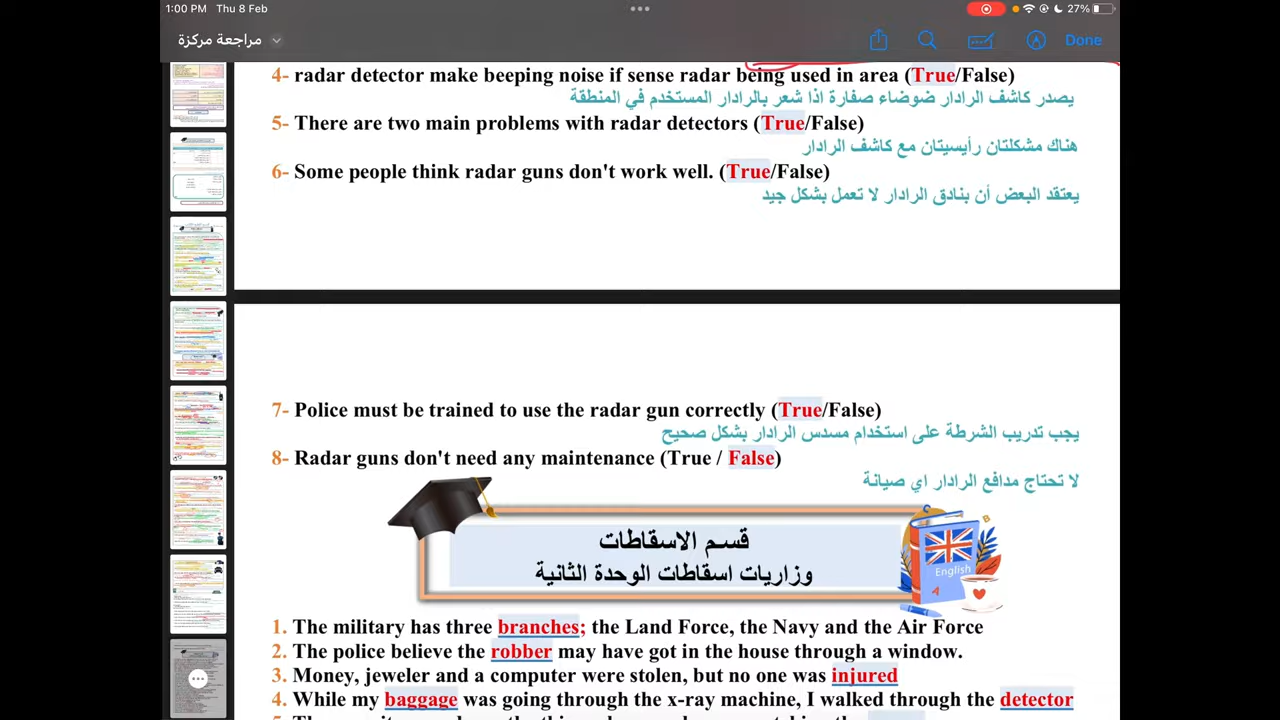 1:00 PM Thu 8 Feb
27%
مراجعة مركزة
Done
4- radar detector make beeping noise if sense radar being used in area (True/False)
يصدر كاشف الرادار ضوضاء صفارة اذا شعر بالرادار المستخدم في المنطقة
5- There are two main problems with radar detectors (True/False)
هناك مشكلتان رأيسيتان مع كاشف الرادار
6- Some people think radar guns don't work well. (True/False)
يعتقد البعض أن بنادق الرادار لا تعمل بشكل جيد
7- Police must be trained to use the radar gun correctly (True/False)
يجب تدريب الشرطة على استخدام مسدس الرادار بشكل صحيح
8- Radar guns don't need any maintenance (True / False)
لا تحتاج مدافع الرادار اي صيانة
قسم الاسقاطات
وزاريات اسقاطات الوحدة الثانية
English
A
B
1. The military has three branches; the Land Forces, the Navy and the Air Force
2. The police believe the robber may have got in the house through a window.
3. A local jewelery store was robbed yesterday, but no one was injured
4. While my baggage was going through the x-ray machine, I walked through the detector